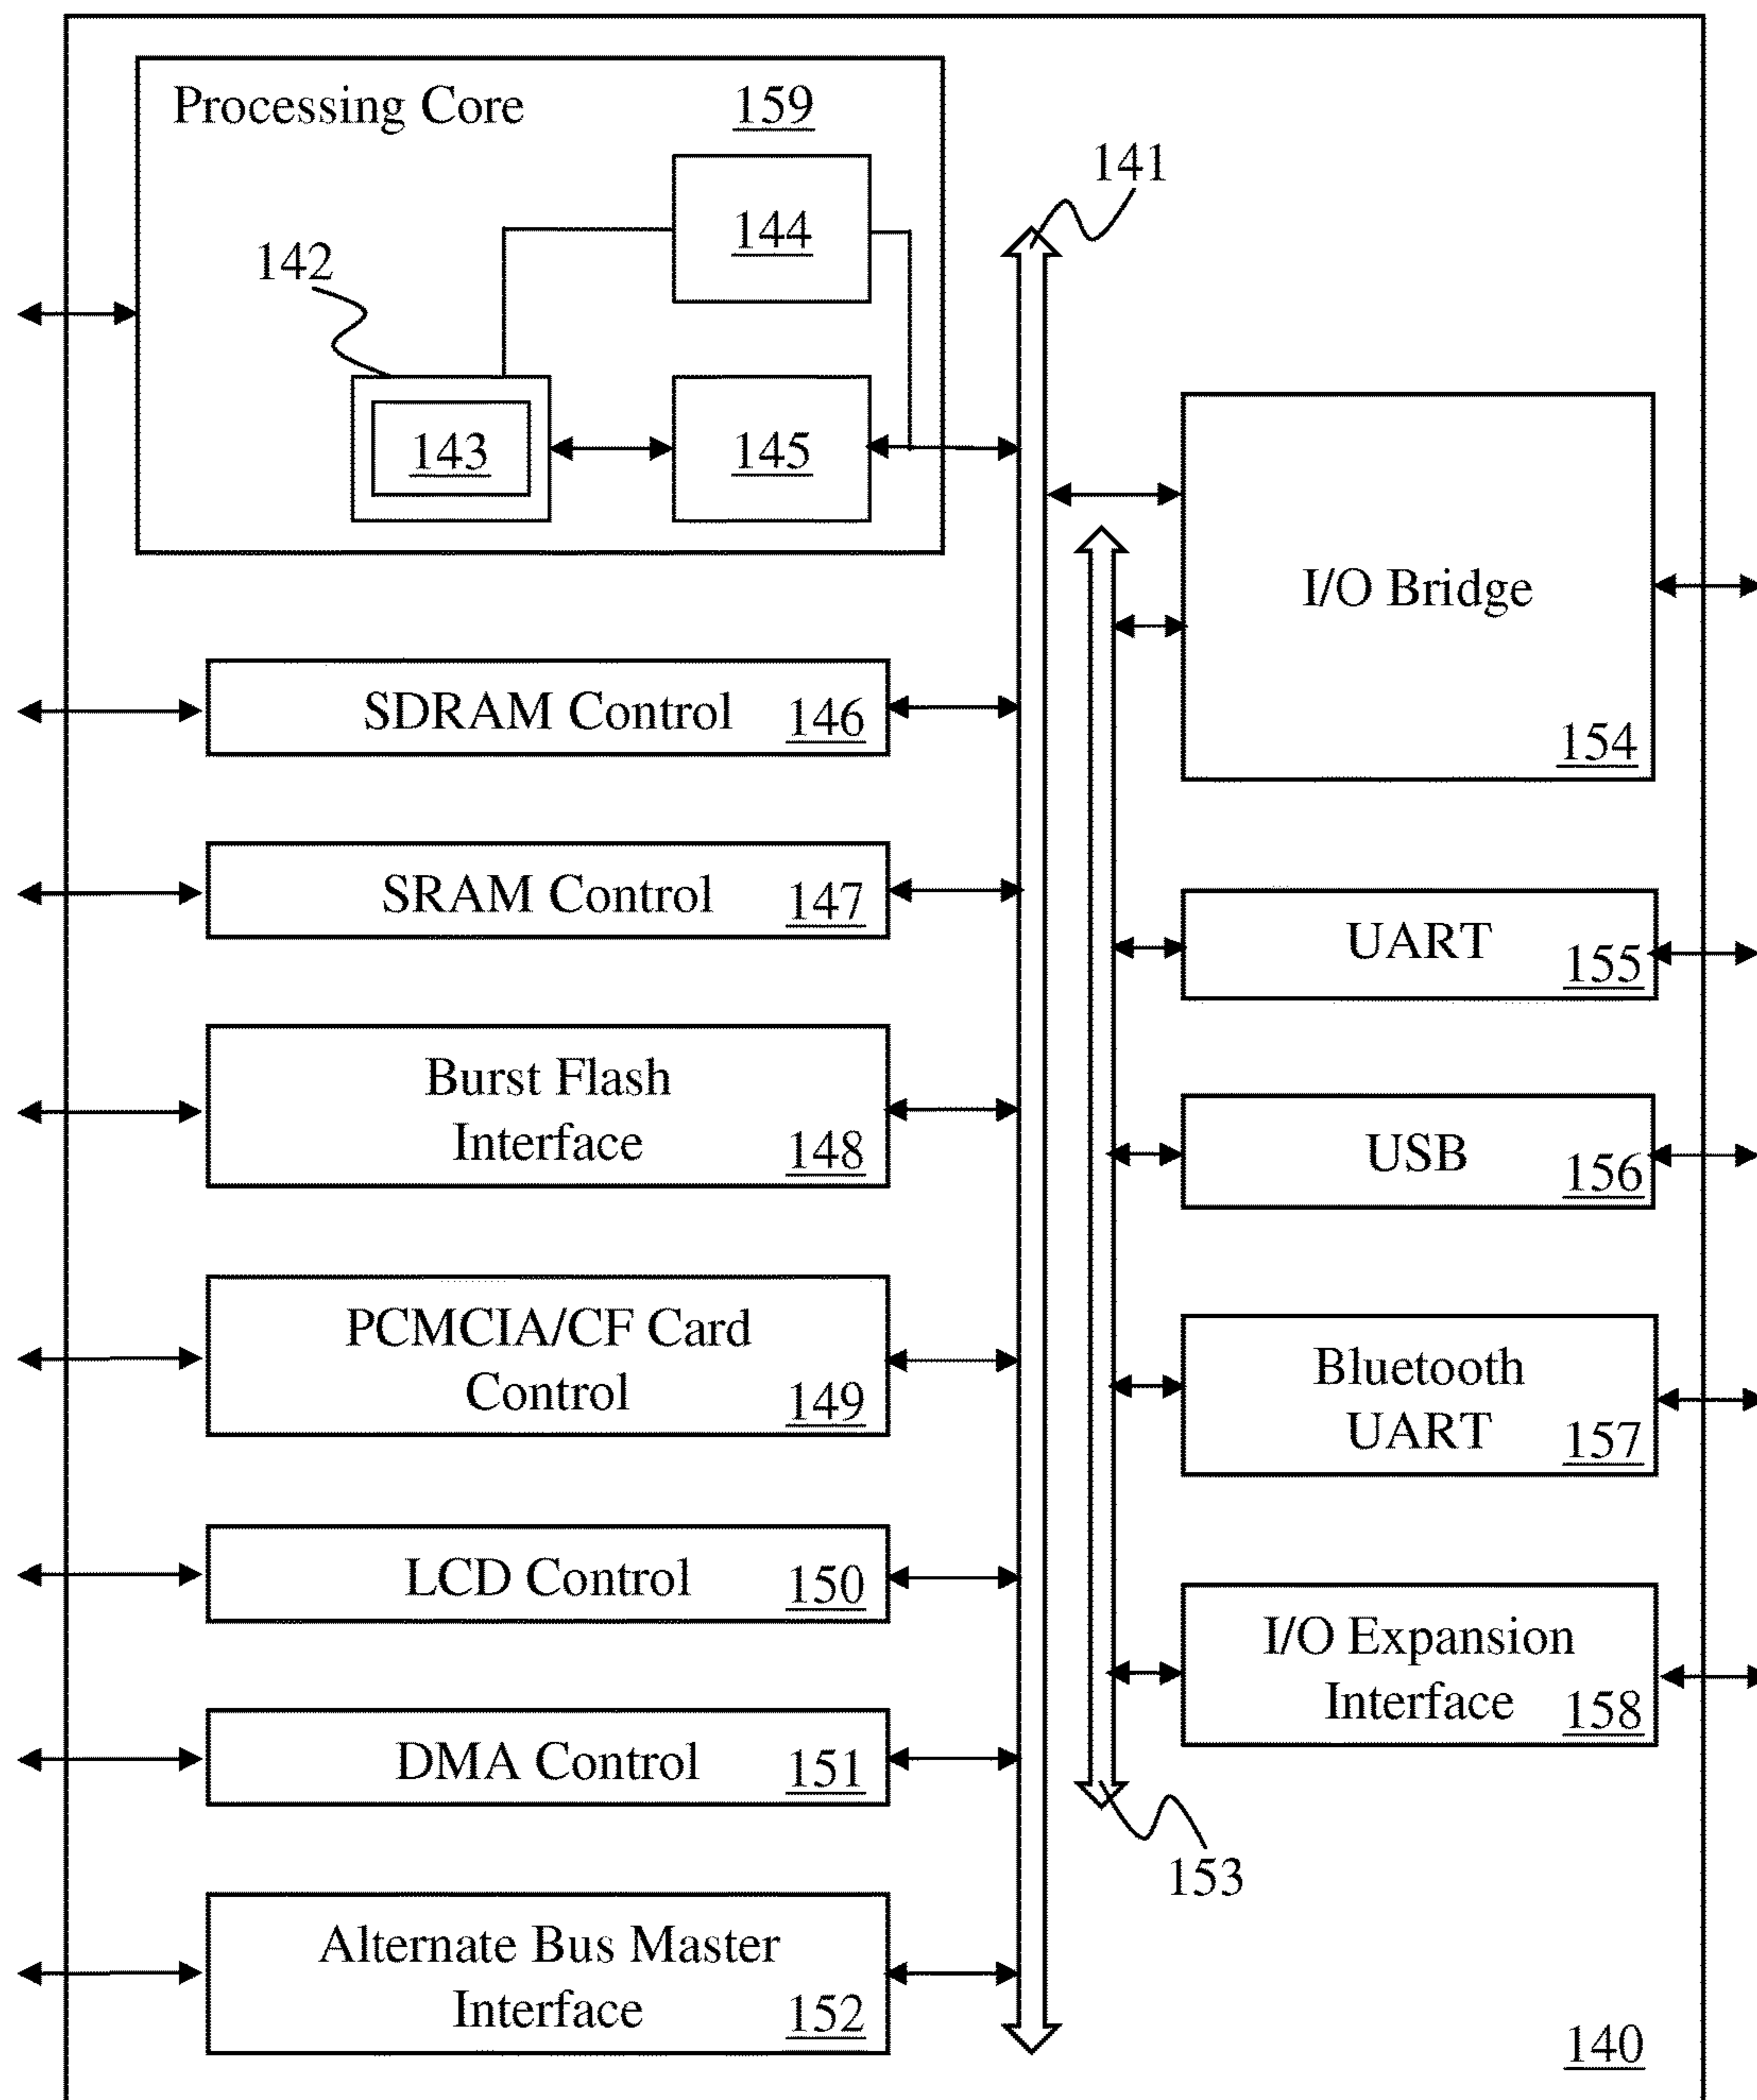 Processing Core 159
144
142
143
145
141
SDRAM Control 146
SRAM Control 147
Burst Flash
Interface 148
PCMCIA/CF Card
Control 149
LCD Control 150
DMA Control 151
Alternate Bus Master
Interface 152
I/O Bridge
154
UART 155
USB 156
Bluetooth
UART 157
I/O Expansion
Interface 158
153
140